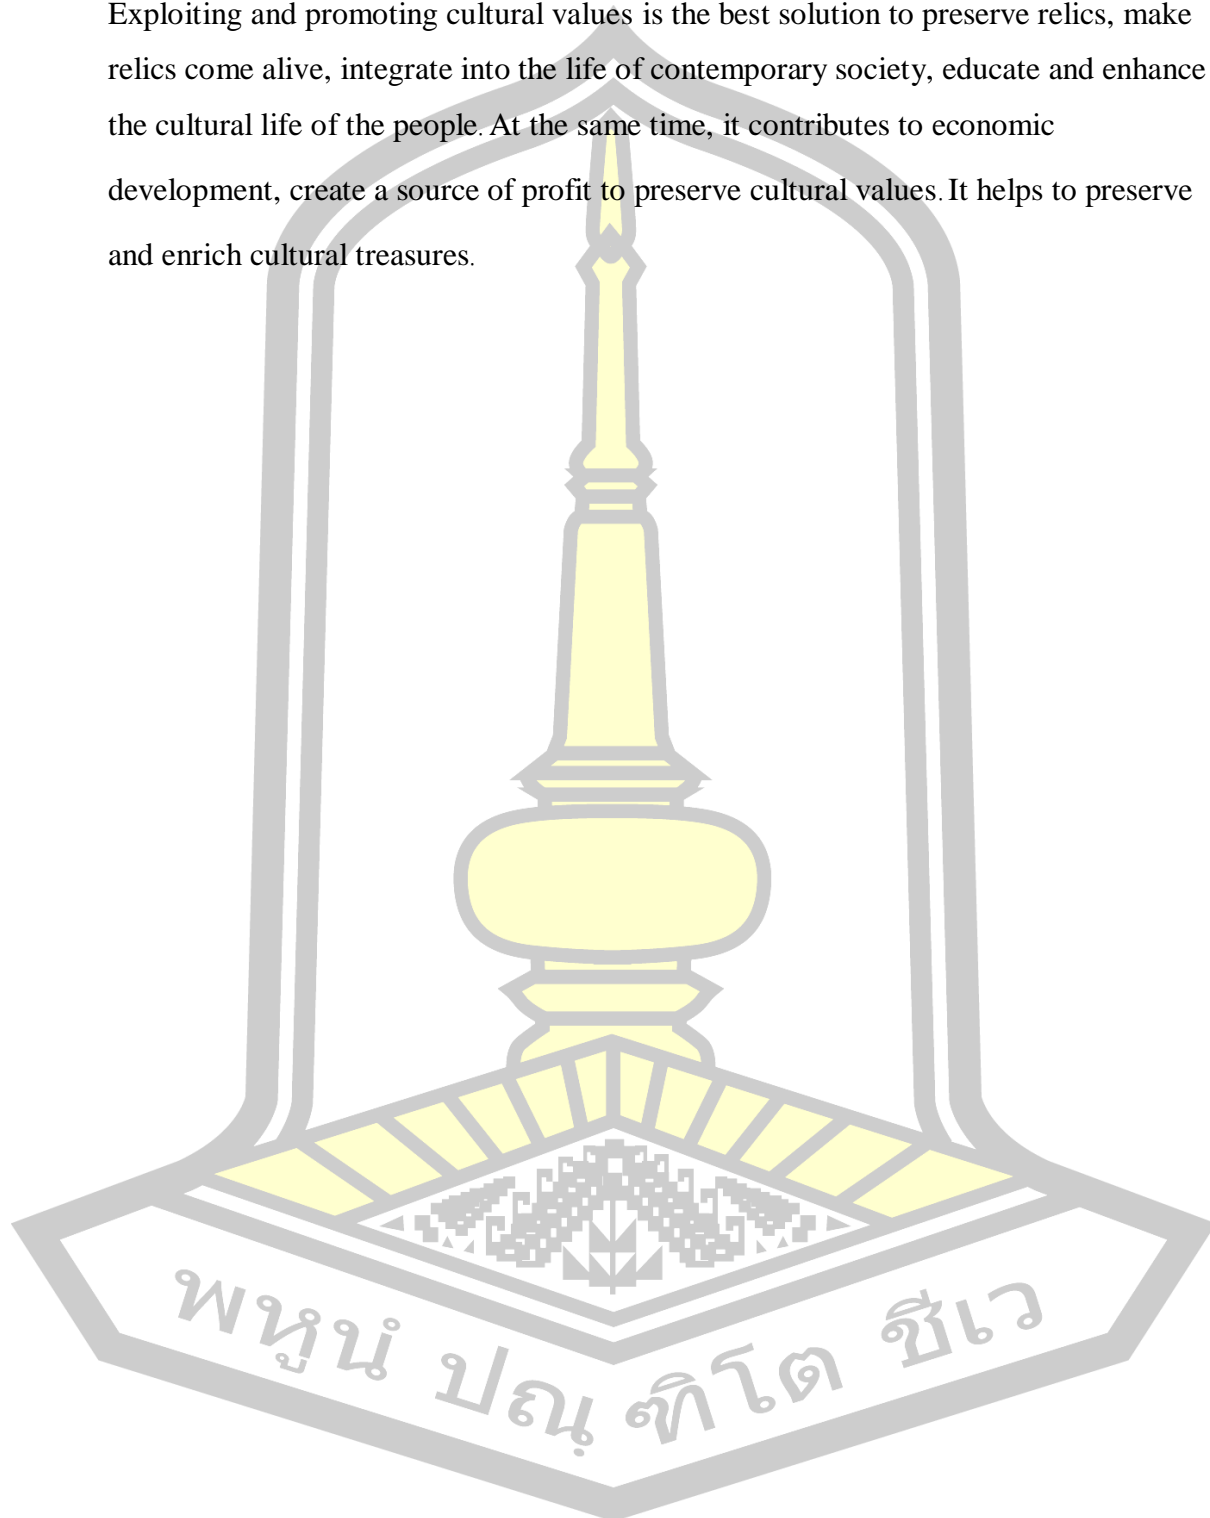 Exploiting and promoting cultural values is the best solution to preserve relics, make
relics come alive, integrate into the life of contemporary society, educate and enhance
the cultural life of the people. At the same time, it contributes to economic
development, create a source of profit to preserve cultural values. It helps to preserve
and enrich cultural treasures.
พหูนํ ปณฺ ฑิโต ชีเว